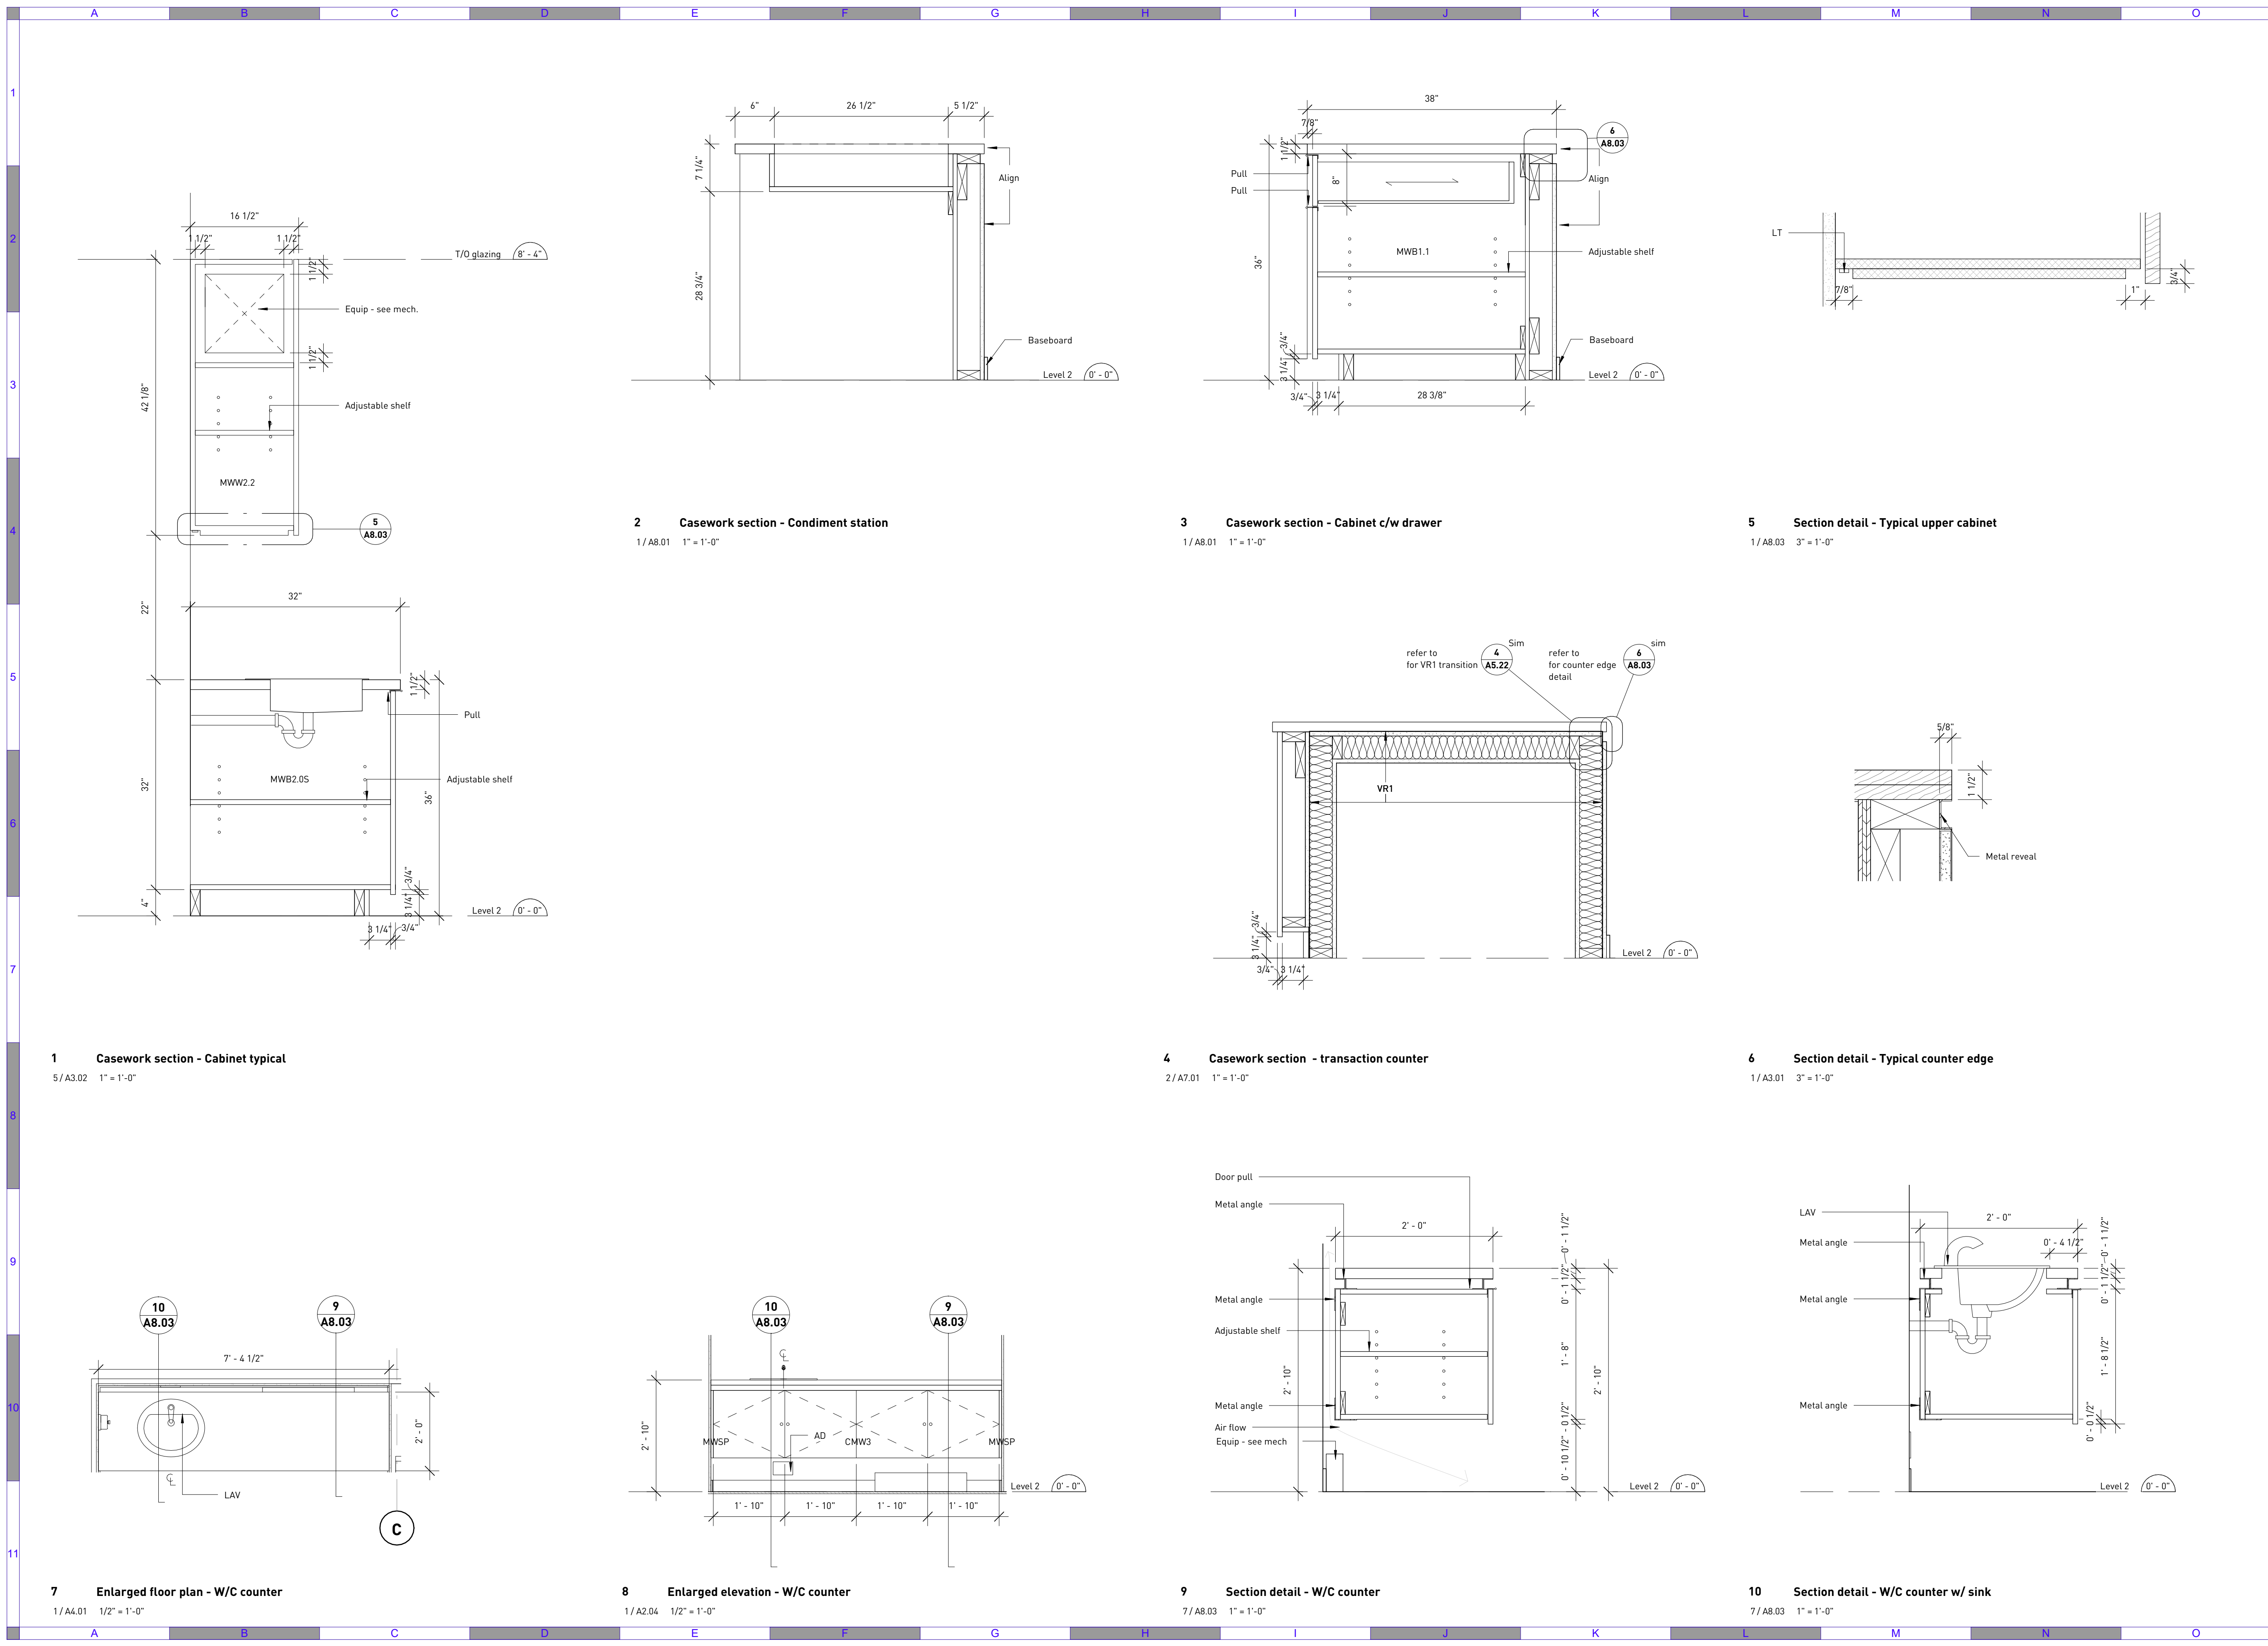 A B C D E F G H I J K L M N O
1
2
3
4
5
6
7
8
9
10
11
16 1/2"
1 1/2"
1 1/2"
1 1/2"
T/O glazing
8' - 4"
Equip - see mech.
1 1/2"
42 1/8"
Adjustable shelf
MWW2.2
5
A8.03
22"
32"
1 1/2"
Pull
MWB2.0S
Adjustable shelf
32"
36"
3/4"
3 1/4"
4"
Level 2
0' - 0"
3 1/4"
3/4"
1 Casework section - Cabinet typical
5 / A3.02 1" = 1'-0"
6"
26 1/2"
5 1/2"
7 1/4"
Align
28 3/4"
Baseboard
Level 2
0' - 0"
2 Casework section - Condiment station
1 / A8.01 1" = 1'-0"
38"
7/8"
1 1/2"
6
A8.03
Pull
Pull
8"
Align
36"
MWB1.1
Adjustable shelf
3/4"
3 1/4"
Baseboard
Level 2
0' - 0"
3/4"
3 1/4"
28 3/8"
3 Casework section - Cabinet c/w drawer
1 / A8.01 1" = 1'-0"
LT
7/8"
1"
3/4"
5 Section detail - Typical upper cabinet
1 / A8.03 3" = 1'-0"
refer to
for VR1 transition
4
A5.22
Sim
refer to
for counter edge
detail
6
A8.03
sim
VR1
3/4"
3 1/4"
3/4"
3 1/4"
Level 2
0' - 0"
4 Casework section - transaction counter
2 / A7.01 1" = 1'-0"
5/8"
1 1/2"
Metal reveal
6 Section detail - Typical counter edge
1 / A3.01 3" = 1'-0"
10
A8.03
9
A8.03
7' - 4 1/2"
2' - 0"
CL
LAV
C
7 Enlarged floor plan - W/C counter
1 / A4.01 1/2" = 1'-0"
10
A8.03
9
A8.03
CL
2' - 10"
MWSP
AD
CMW3
MWSP
Level 2
0' - 0"
1' - 10"
1' - 10"
1' - 10"
1' - 10"
8 Enlarged elevation - W/C counter
1 / A2.04 1/2" = 1'-0"
Door pull
Metal angle
2' - 0"
0' - 1 1/2"
0' - 1 1/2"
Metal angle
Adjustable shelf
2' - 10"
1' - 8"
2' - 10"
Metal angle
Air flow
Equip - see mech
0' - 0 1/2"
0' - 10 1/2"
Level 2
0' - 0"
9 Section detail - W/C counter
7 / A8.03 1" = 1'-0"
LAV
2' - 0"
Metal angle
0' - 4 1/2"
0' - 1 1/2"
0' - 1 1/2"
Metal angle
1' - 8 1/2"
Metal angle
0' - 0 1/2"
Level 2
0' - 0"
10 Section detail - W/C counter w/ sink
7 / A8.03 1" = 1'-0"
A B C D E F G H I J K L M N O